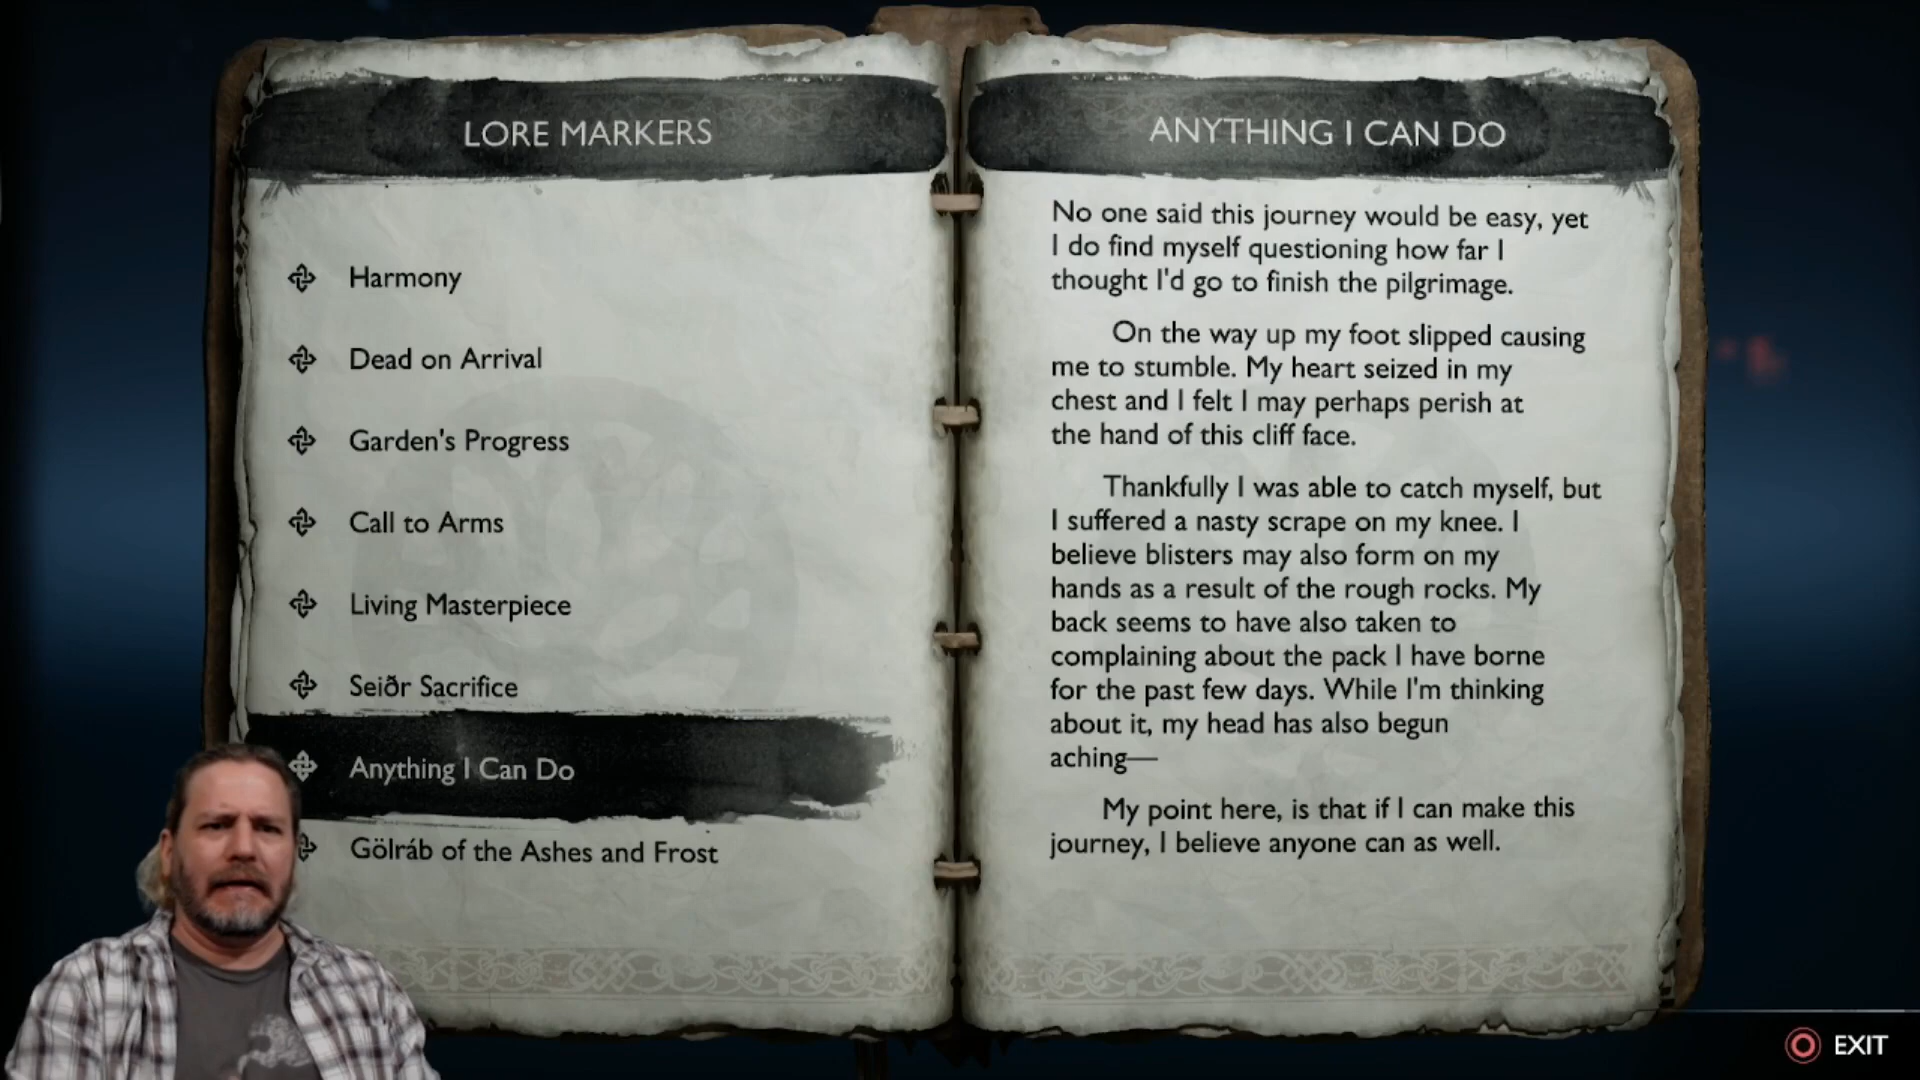 LORE MARKERS
Harmony
Dead on Arrival
Garden's Progress
Call to Arms
Living Masterpiece
Seiðr Sacrifice
Anything I Can Do
Gölráb of the Ashes and Frost
ANYTHING I CAN DO
No one said this journey would be easy, yet
I do find myself questioning how far I
thought I'd go to finish the pilgrimage.
On the way up my foot slipped causing
me to stumble. My heart seized in my
chest and I felt I may perhaps perish at
the hand of this cliff face.
Thankfully I was able to catch myself, but
I suffered a nasty scrape on my knee. I
believe blisters may also form on my
hands as a result of the rough rocks. My
back seems to have also taken to
complaining about the pack I have borne
for the past few days. While I'm thinking
about it, my head has also begun
aching—
My point here, is that if I can make this
journey, I believe anyone can as well.
EXIT